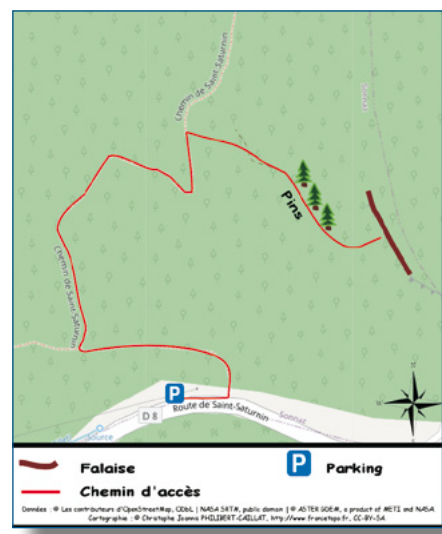 Chemin de Saint-Saturnin
Pins
Chemin de Saint-Saturnin
P
Route de Saint-Saturnin
D 8
Source
Falaise
P Parking
Chemin d'accès
Données : © Les contributeurs d'OpenStreetMap, ODbL | NASA SRTM, public domain | © ASTER GDEM, a product of METI and NASA
Cartographie : © Christophe Joanno PHILIBERT-CAILLAT, http://www.francetopo.fr, CC-BY-SA